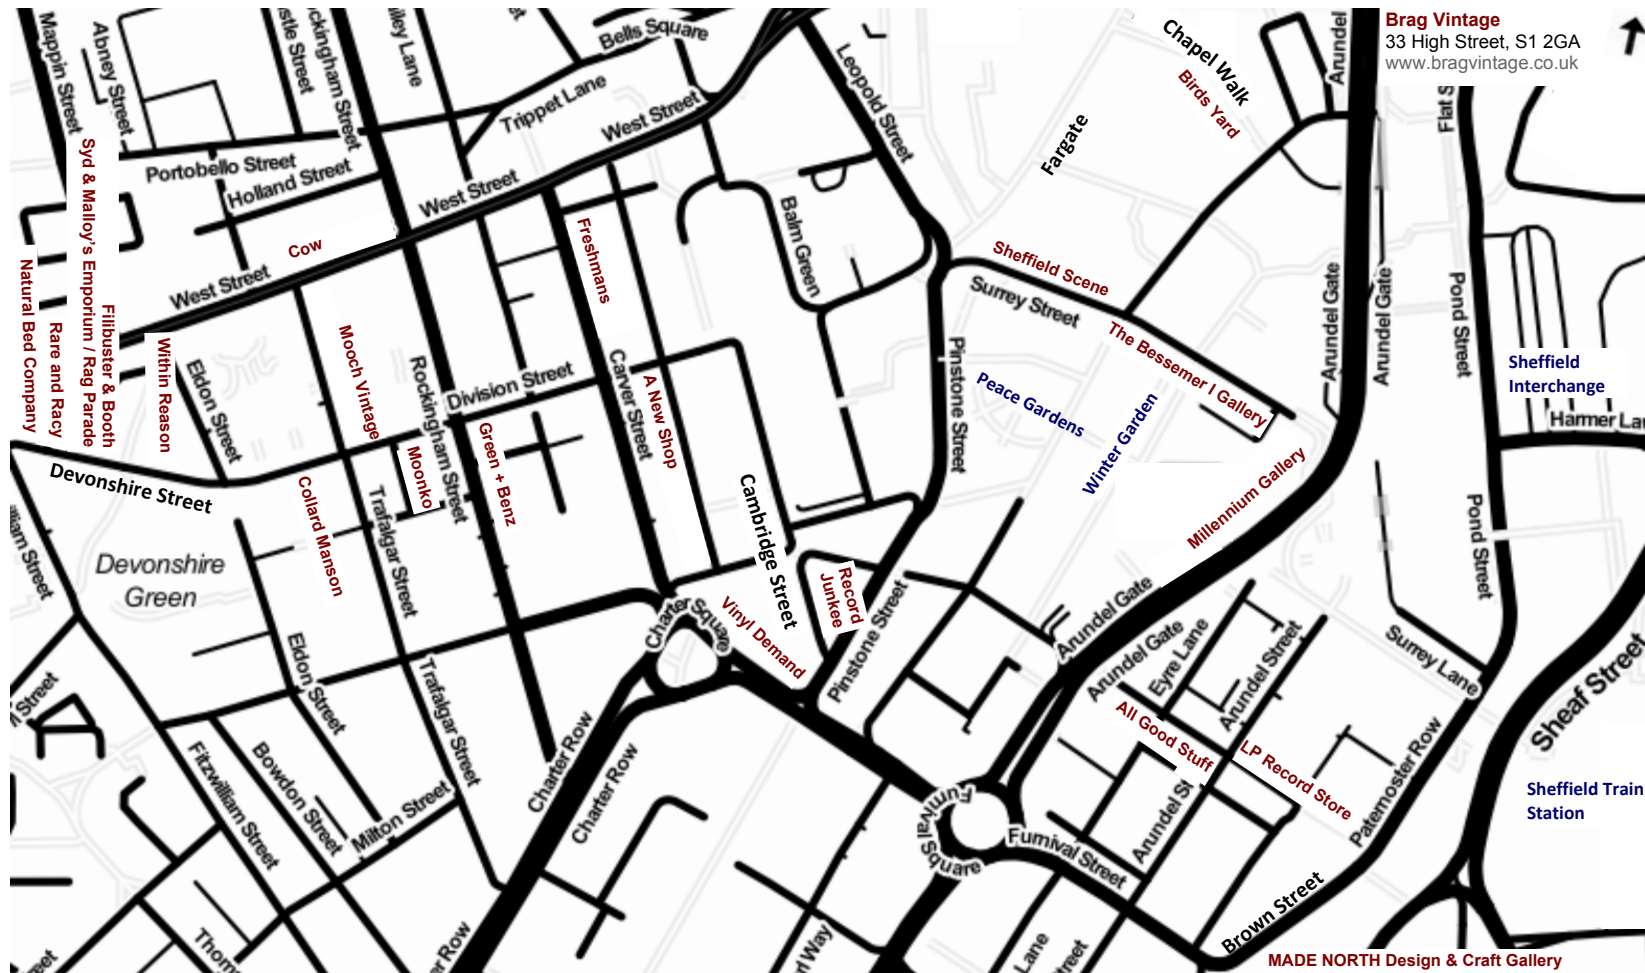 Brag Vintage
33 High Street, S1 2GA
www.bragvintage.co.uk
Mappin Street
Abney Street
Bells Square
Trippet Lane
West Street
West Street
West Street
Portobello Street
Holland Street
Cow
Leopold Street
Balm Green
Fargate
Chapel Walk
Birds Yard
Arundel
Flat S
Sheffield Scene
Surrey Street
The Bessemer I Gallery
Arundel Gate
Arundel Gate
Pond Street
Sheffield
Interchange
Natural Bed Company
Rare and Racy
Syd & Malloy's Emporium / Rag Parade
Filibuster & Booth
Within Reason
Eldon Street
Mooch Vintage
Rockingham Street
Division Street
Freshmans
Carver Street
A New Shop
Pinstone Street
Peace Gardens
Winter Garden
Millennium Gallery
Devonshire Street
Collard Manson
Moonko
Trafalgar Street
Green + Benz
Cambridge Street
Devonshire
Green
Pond Street
Charter
Square
Vinyl Demand
Record
Junkee
Pinstone Street
Arundel Gate
Arundel Gate
Eyre Lane
Arundel Street
Surrey Lane
Sheaf Street
Eldon Street
Trafalgar Street
All Good Stuff
LP Record Store
Paternoster Row
Sheffield Train
Station
Fitzwilliam Street
Bowdon Street
Milton Street
Charter Row
Charter Row
Furnival
Square
Furnival Street
Arundel St
Brown Street
MADE NORTH Design & Craft Gallery